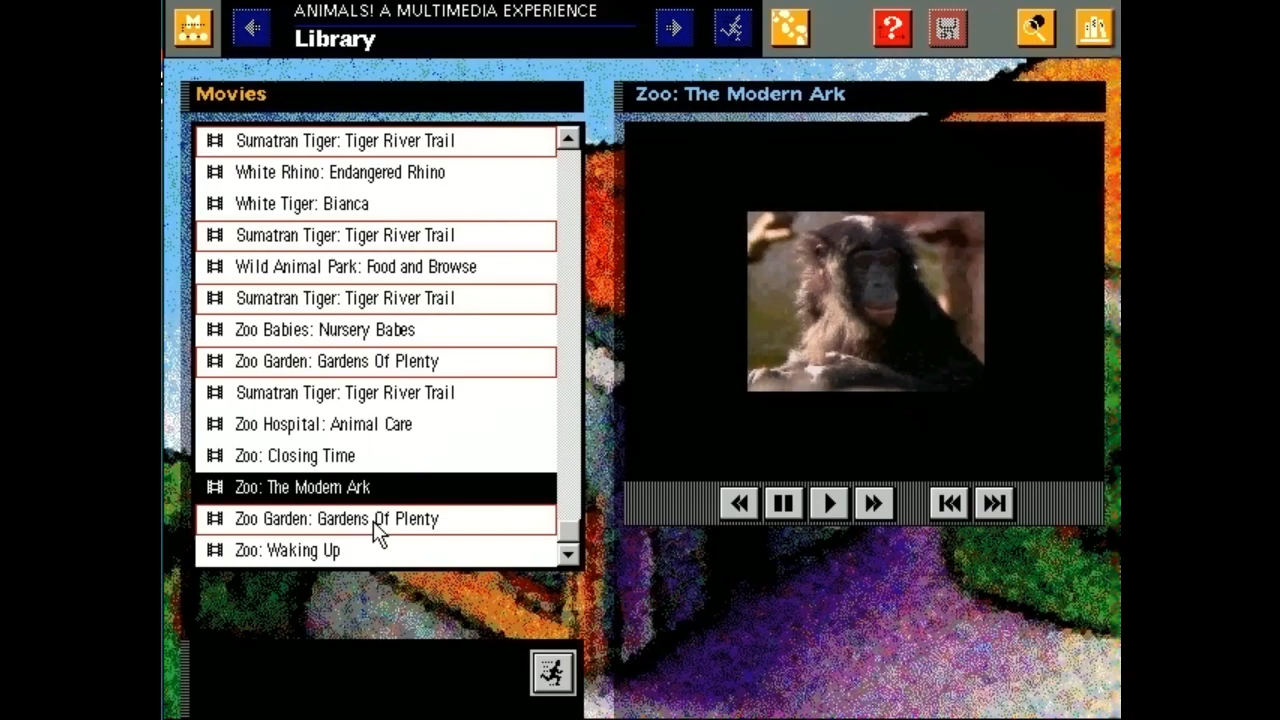 ANIMALS! A MULTIMEDIA EXPERIENCE
Library
Movies
Sumatran Tiger: Tiger River Trail
White Rhino: Endangered Rhino
White Tiger: Bianca
Sumatran Tiger: Tiger River Trail
Wild Animal Park: Food and Browse
Sumatran Tiger: Tiger River Trail
Zoo Babies: Nursery Babes
Zoo Garden: Gardens Of Plenty
Sumatran Tiger: Tiger River Trail
Zoo Hospital: Animal Care
Zoo: Closing Time
Zoo: The Modern Ark
Zoo Garden: Gardens Of Plenty
Zoo: Waking Up
Zoo: The Modern Ark